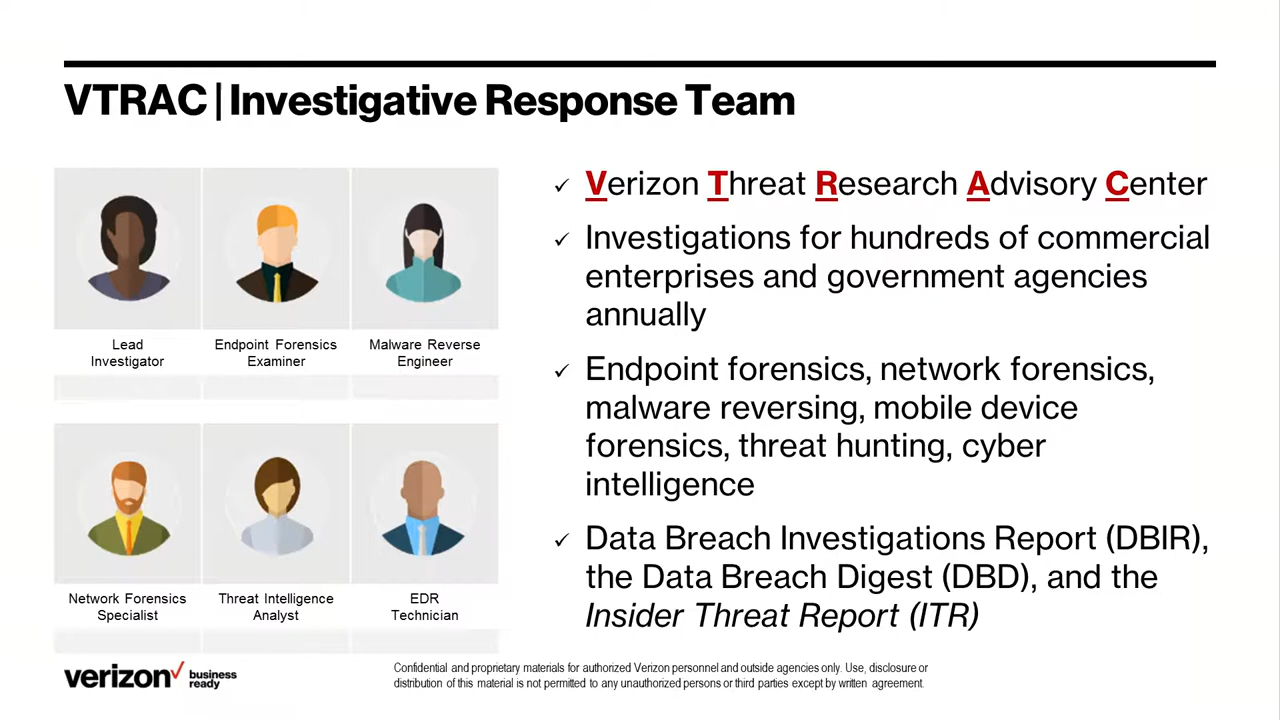 VTRAC | Investigative Response Team
Lead
Investigator
Endpoint Forensics
Examiner
Malware Reverse
Engineer
Network Forensics
Specialist
Threat Intelligence
Analyst
EDR
Technician
✓ Verizon Threat Research Advisory Center
✓ Investigations for hundreds of commercial
enterprises and government agencies
annually
✓ Endpoint forensics, network forensics,
malware reversing, mobile device
forensics, threat hunting, cyber
intelligence
✓ Data Breach Investigations Report (DBIR),
the Data Breach Digest (DBD), and the
Insider Threat Report (ITR)
verizon✓
business
ready
Confidential and proprietary materials for authorized Verizon personnel and outside agencies only. Use, disclosure or
distribution of this material is not permitted to any unauthorized persons or third parties except by written agreement.